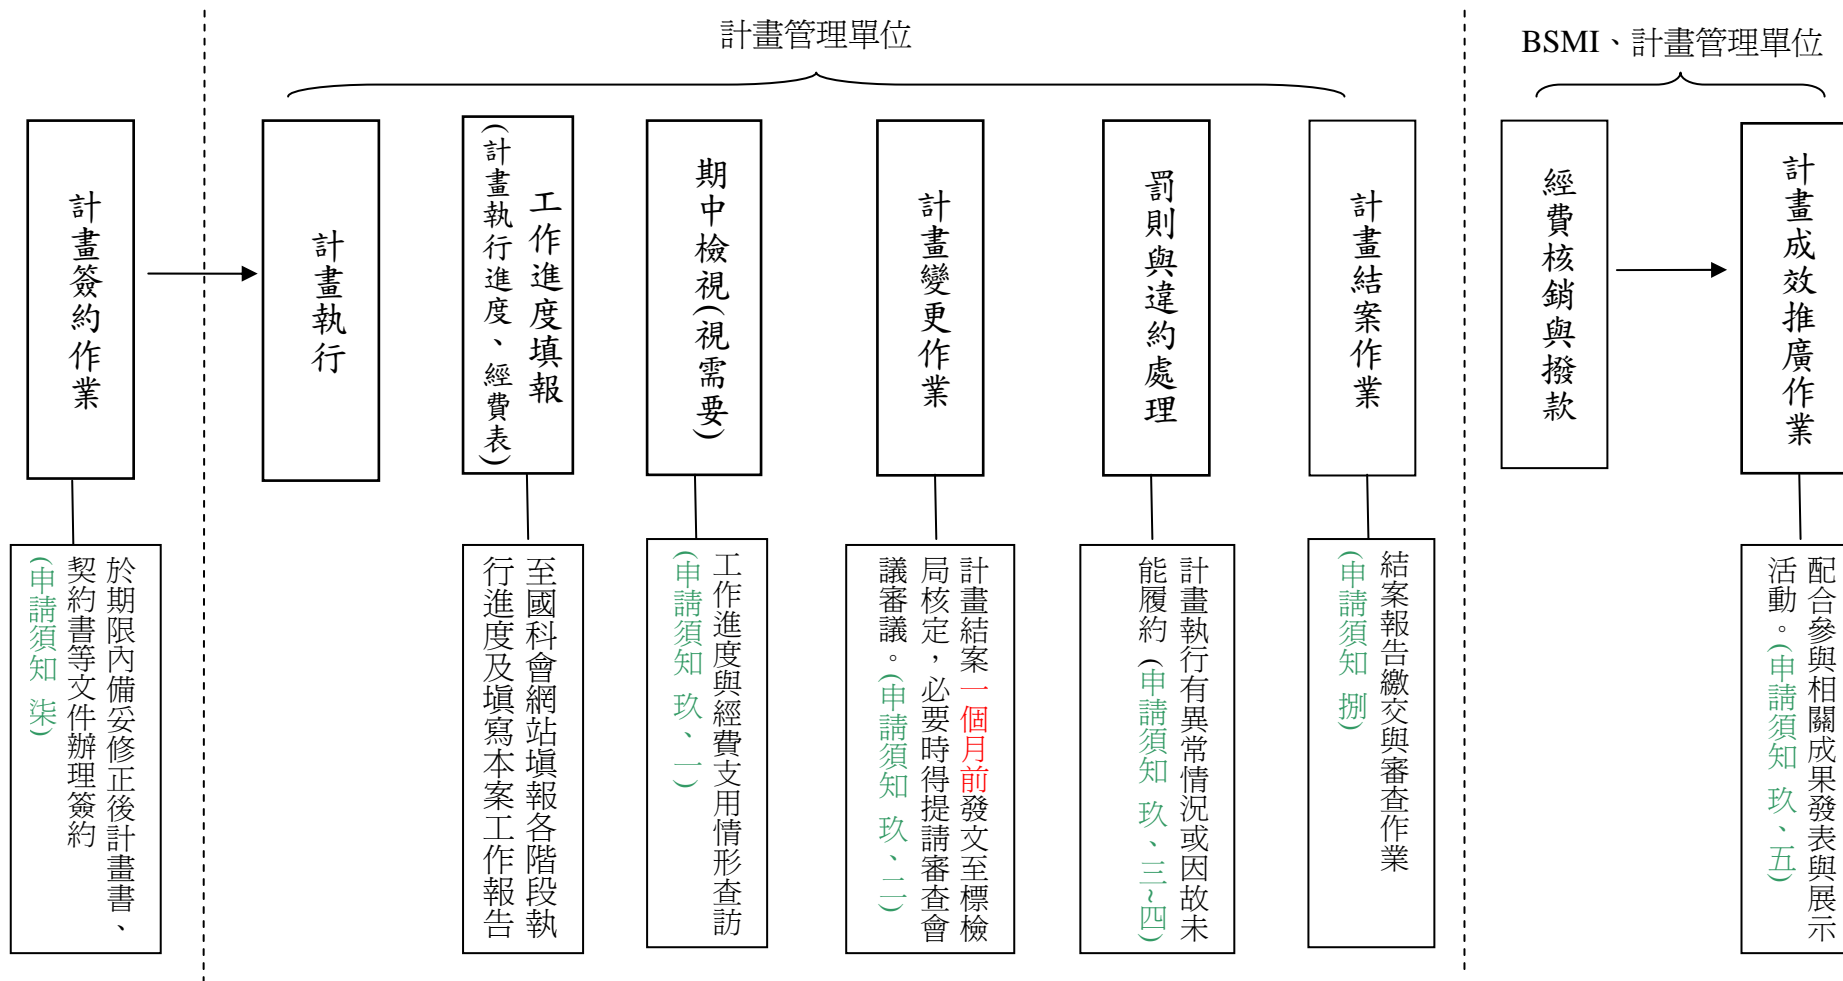 計畫管理單位
BSMI、計畫管理單位
計畫簽約作業
計畫執行
工作進度填報
(計畫執行進度、經費表)
期中檢視(視需要)
計畫變更作業
罰則與違約處理
計畫結案作業
經費核銷與撥款
計畫成效推廣作業
於期限內備妥修正後計畫書、
契約書等文件辦理簽約
(申請須知 柒)
至國科會網站填報各階段執
行進度及填寫本案工作報告
工作進度與經費支用情形查訪
(申請須知 玖、一)
計畫結案一個月前發文至標檢
局核定，必要時得提請審查會
議審議。(申請須知 玖、二)
計畫執行有異常情況或因故未
能履約 (申請須知 玖、三~四)
結案報告繳交與審查作業
(申請須知 捌)
配合參與相關成果發表與展示
活動。(申請須知 玖、五)